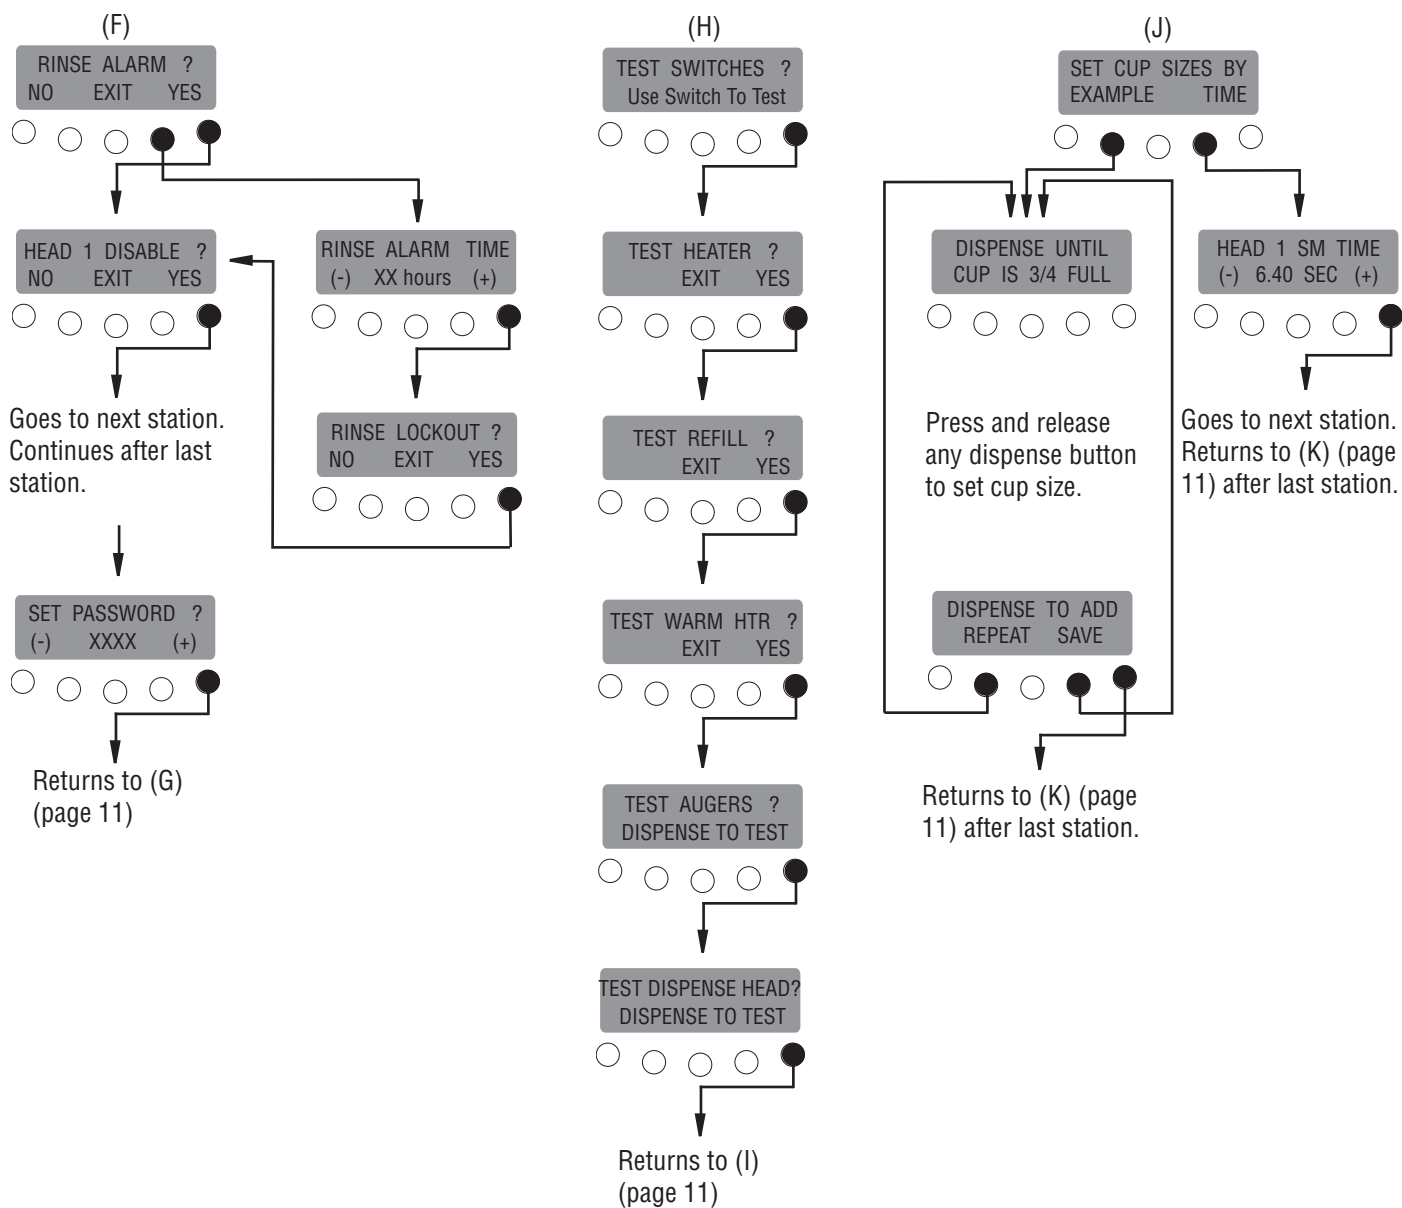 (F)
RINSE ALARM ?
NO EXIT YES
HEAD 1 DISABLE ?
NO EXIT YES
RINSE ALARM TIME
(-) XX hours (+)
Goes to next station.
Continues after last
station.
RINSE LOCKOUT ?
NO EXIT YES
SET PASSWORD ?
(-) XXXX (+)
Returns to (G)
(page 11)
(H)
TEST SWITCHES ?
Use Switch To Test
TEST HEATER ?
EXIT YES
TEST REFILL ?
EXIT YES
TEST WARM HTR ?
EXIT YES
TEST AUGERS ?
DISPENSE TO TEST
TEST DISPENSE HEAD?
DISPENSE TO TEST
Returns to (I)
(page 11)
(J)
SET CUP SIZES BY
EXAMPLE TIME
DISPENSE UNTIL
CUP IS 3/4 FULL
HEAD 1 SM TIME
(-) 6.40 SEC (+)
Press and release
any dispense button
to set cup size.
Goes to next station.
Returns to (K) (page
11) after last station.
DISPENSE TO ADD
REPEAT SAVE
Returns to (K) (page
11) after last station.